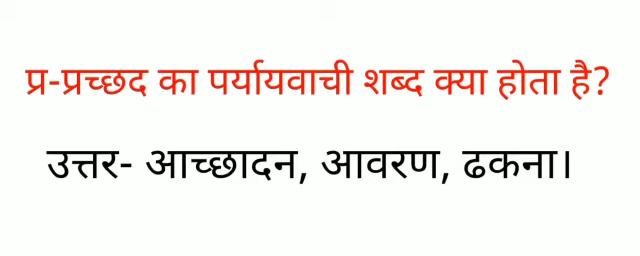 प्र-प्रच्छद का पर्यायवाची शब्द क्या होता है?
उत्तर- आच्छादन, आवरण, ढकना।